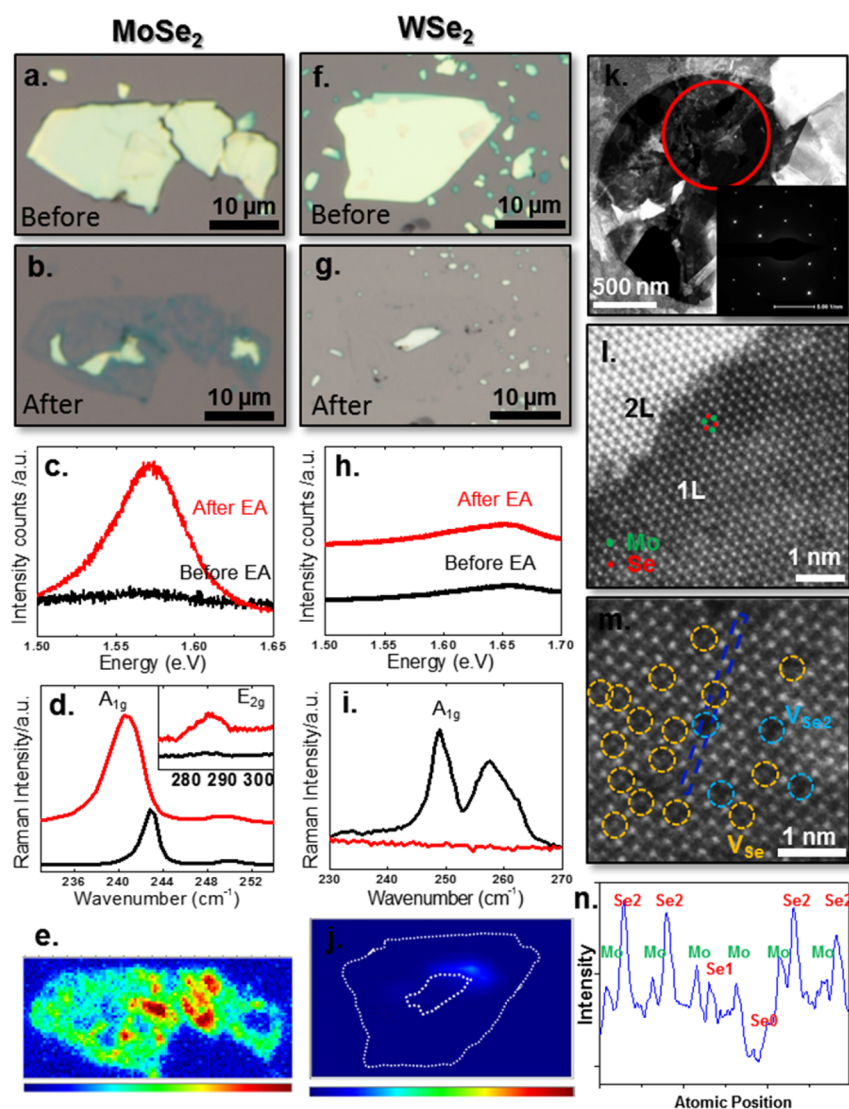 MoSe2
WSe2
a.
Before
10 µm
f.
Before
10 µm
k.
500 nm
b.
After
10 µm
g.
After
10 µm
l.
2L
1L
Mo
Se
1 nm
c.
Intensity counts /a.u.
After EA
Before EA
1.50 1.55 1.60 1.65
Energy (e.V)
h.
Intensity counts /a.u.
After EA
Before EA
1.50 1.55 1.60 1.65 1.70
Energy (e.V)
m.
VSe2
VSe
1 nm
d.
Raman Intensity/a.u.
A1g
E2g
280 290 300
236 240 244 248 252
Wavenumber (cm-1)
i.
Raman Intensity/a.u.
A1g
230 240 250 260 270
Wavenumber (cm-1)
n.
Intensity
Se2 Se2 Se2 Se2
Mo Mo Mo Mo Mo
Se1
Se0
Atomic Position
e.
j.